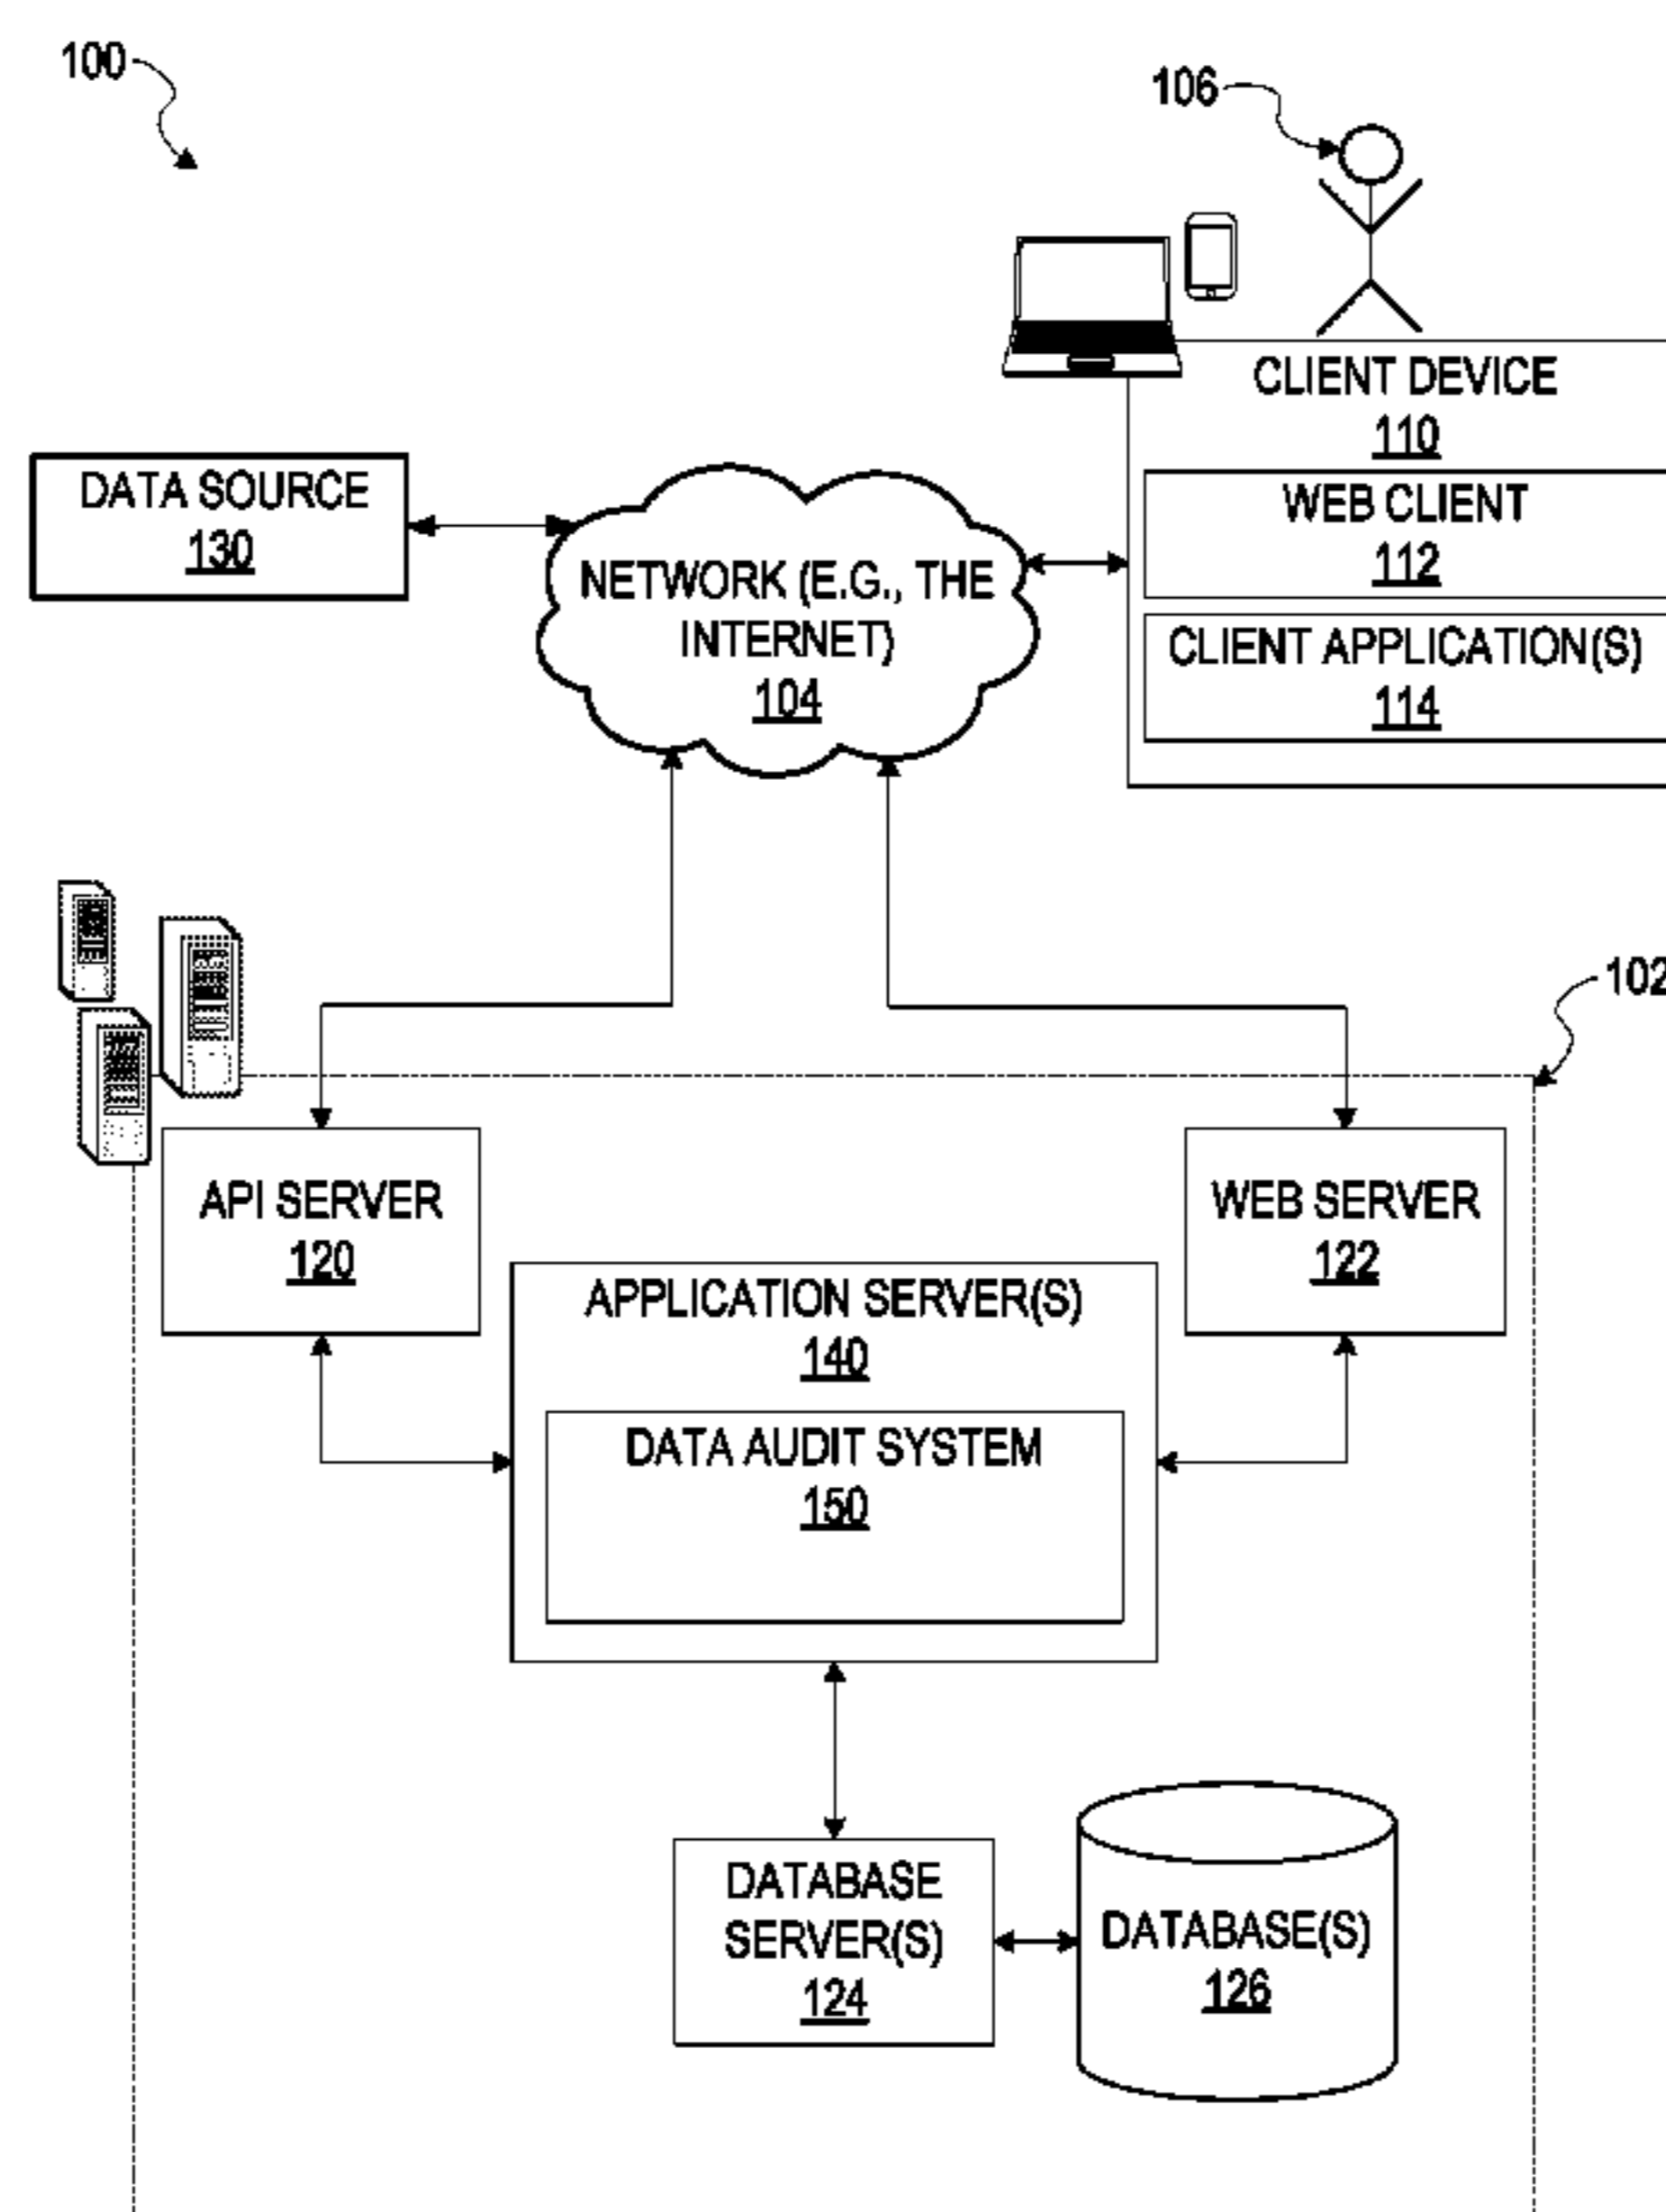 100
106
CLIENT DEVICE
110
WEB CLIENT
112
CLIENT APPLICATION(S)
114
DATA SOURCE
130
NETWORK (E.G., THE
INTERNET)
104
102
API SERVER
120
WEB SERVER
122
APPLICATION SERVER(S)
140
DATA AUDIT SYSTEM
150
DATABASE
SERVER(S)
124
DATABASE(S)
126